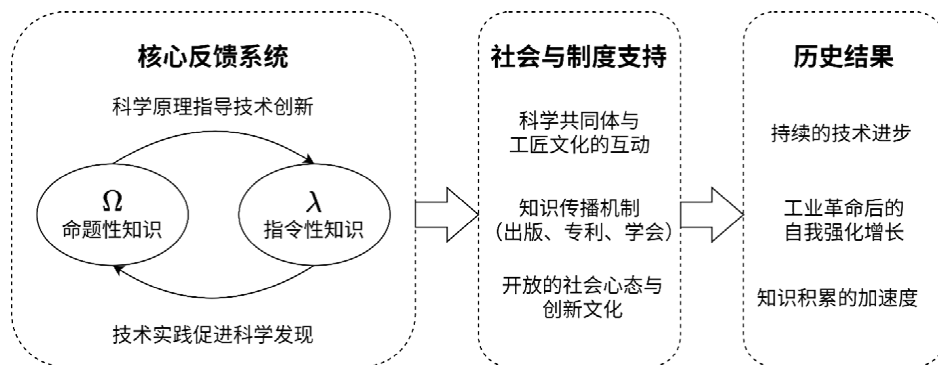 核心反馈系统
科学原理指导技术创新
Ω
命题性知识
λ
指令性知识
技术实践促进科学发现
社会与制度支持
科学共同体与
工匠文化的互动
知识传播机制
（出版、专利、学会）
开放的社会心态与
创新文化
历史结果
持续的技术进步
工业革命后的
自我强化增长
知识积累的加速度